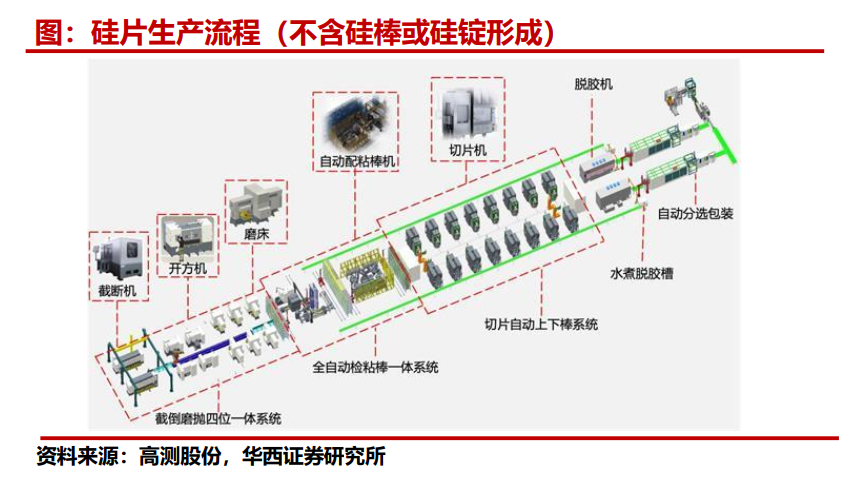 图：硅片生产流程（不含硅棒或硅锭形成）
脱胶机
切片机
自动配粘棒机
自动分选包装
磨床
开方机
水煮脱胶槽
截断机
切片自动上下棒系统
全自动检粘棒一体系统
截倒磨抛四位一体系统
资料来源：高测股份，华西证券研究所